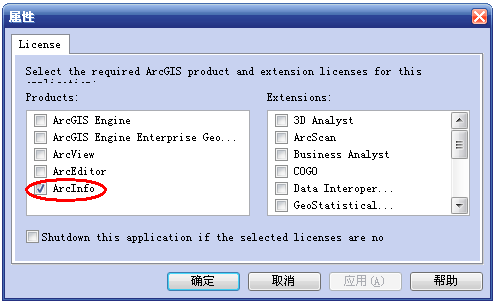 属性
License
Select the required ArcGIS product and extension licenses for this
Products:
ArcGIS Engine
ArcGIS Engine Enterprise Geo...
ArcView
ArcEditor
ArcInfo
Extensions:
3D Analyst
ArcScan
Business Analyst
COGO
Data Interoper...
GeoStatistical...
Shutdown this application if the selected licenses are no
确定
取消
应用(A)
帮助